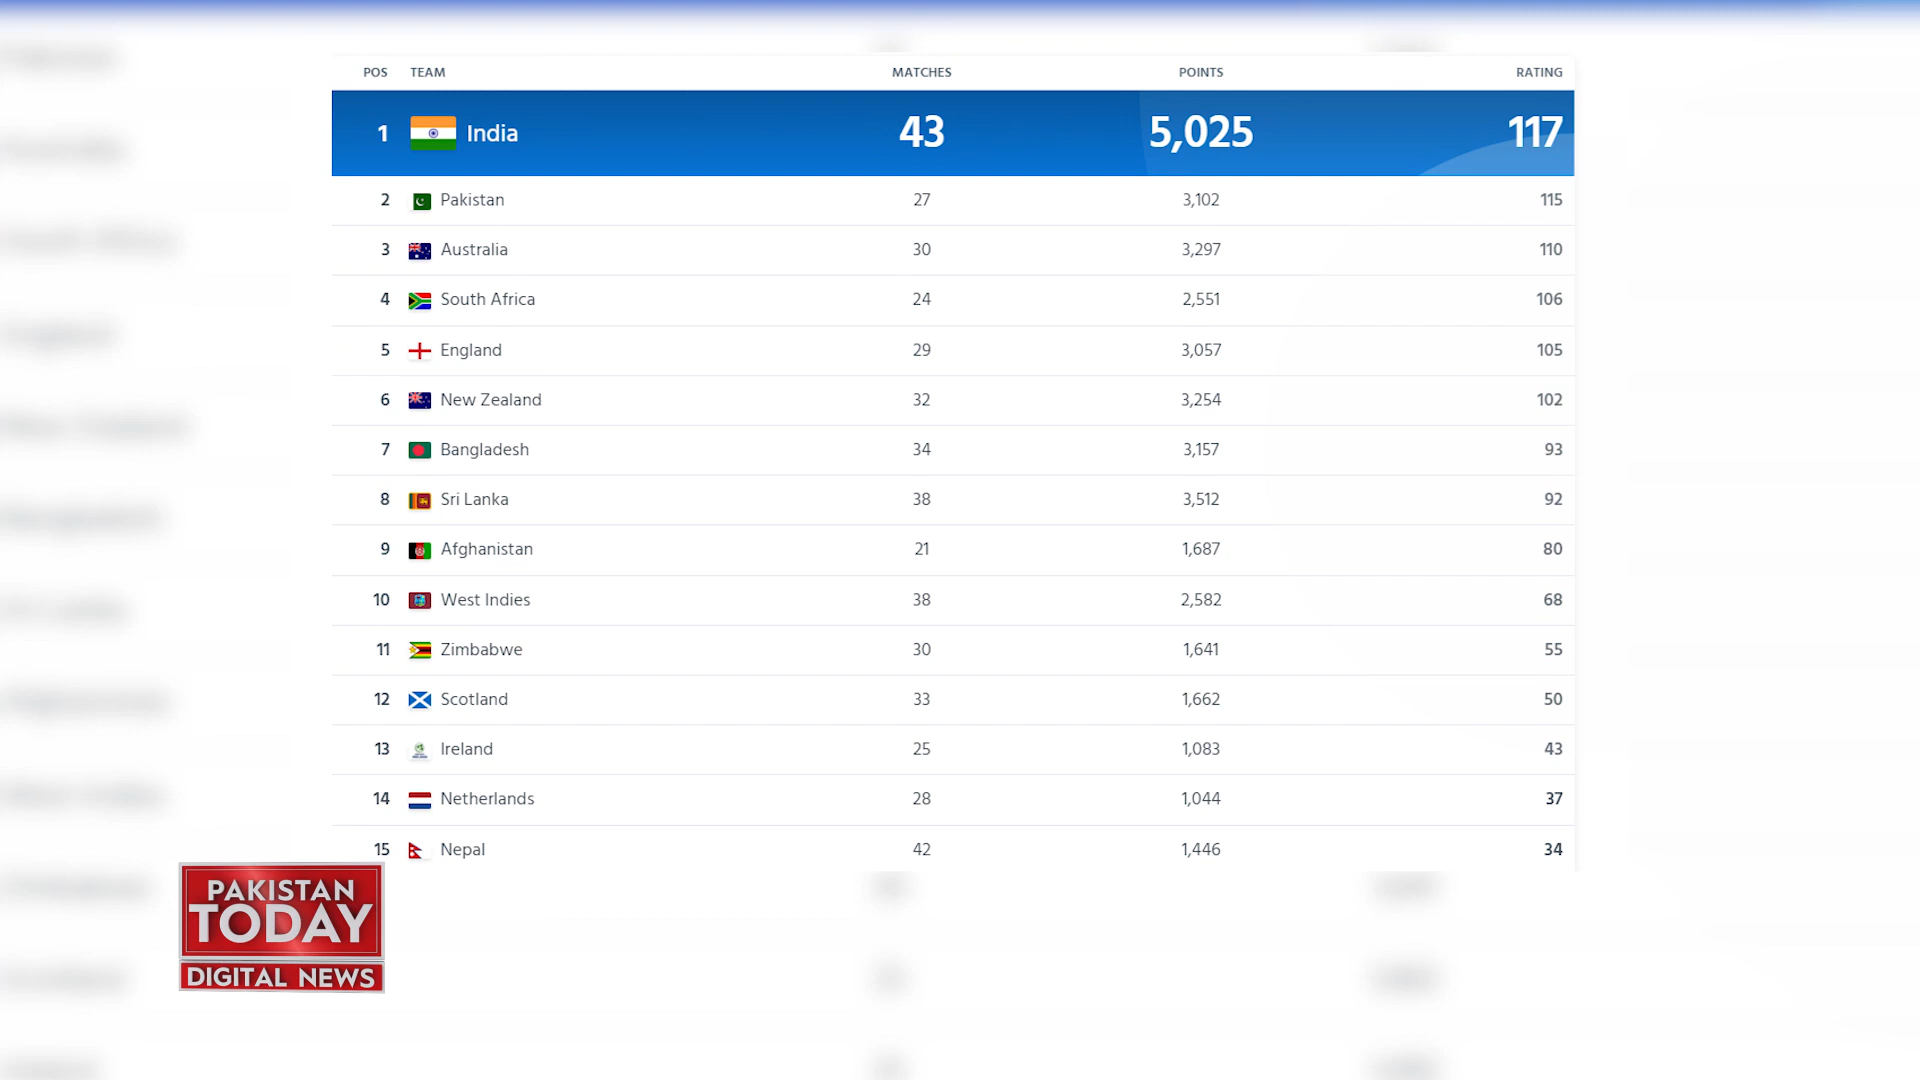 POS TEAM MATCHES POINTS RATING
1 India 43 5,025 117
2 Pakistan 27 3,102 115
3 Australia 30 3,297 110
4 South Africa 24 2,551 106
5 England 29 3,057 105
6 New Zealand 32 3,254 102
7 Bangladesh 34 3,157 93
8 Sri Lanka 38 3,512 92
9 Afghanistan 21 1,687 80
10 West Indies 38 2,582 68
11 Zimbabwe 30 1,641 55
12 Scotland 33 1,662 50
13 Ireland 25 1,083 43
14 Netherlands 28 1,044 37
15 Nepal 42 1,446 34
PAKISTAN
TODAY
DIGITAL NEWS